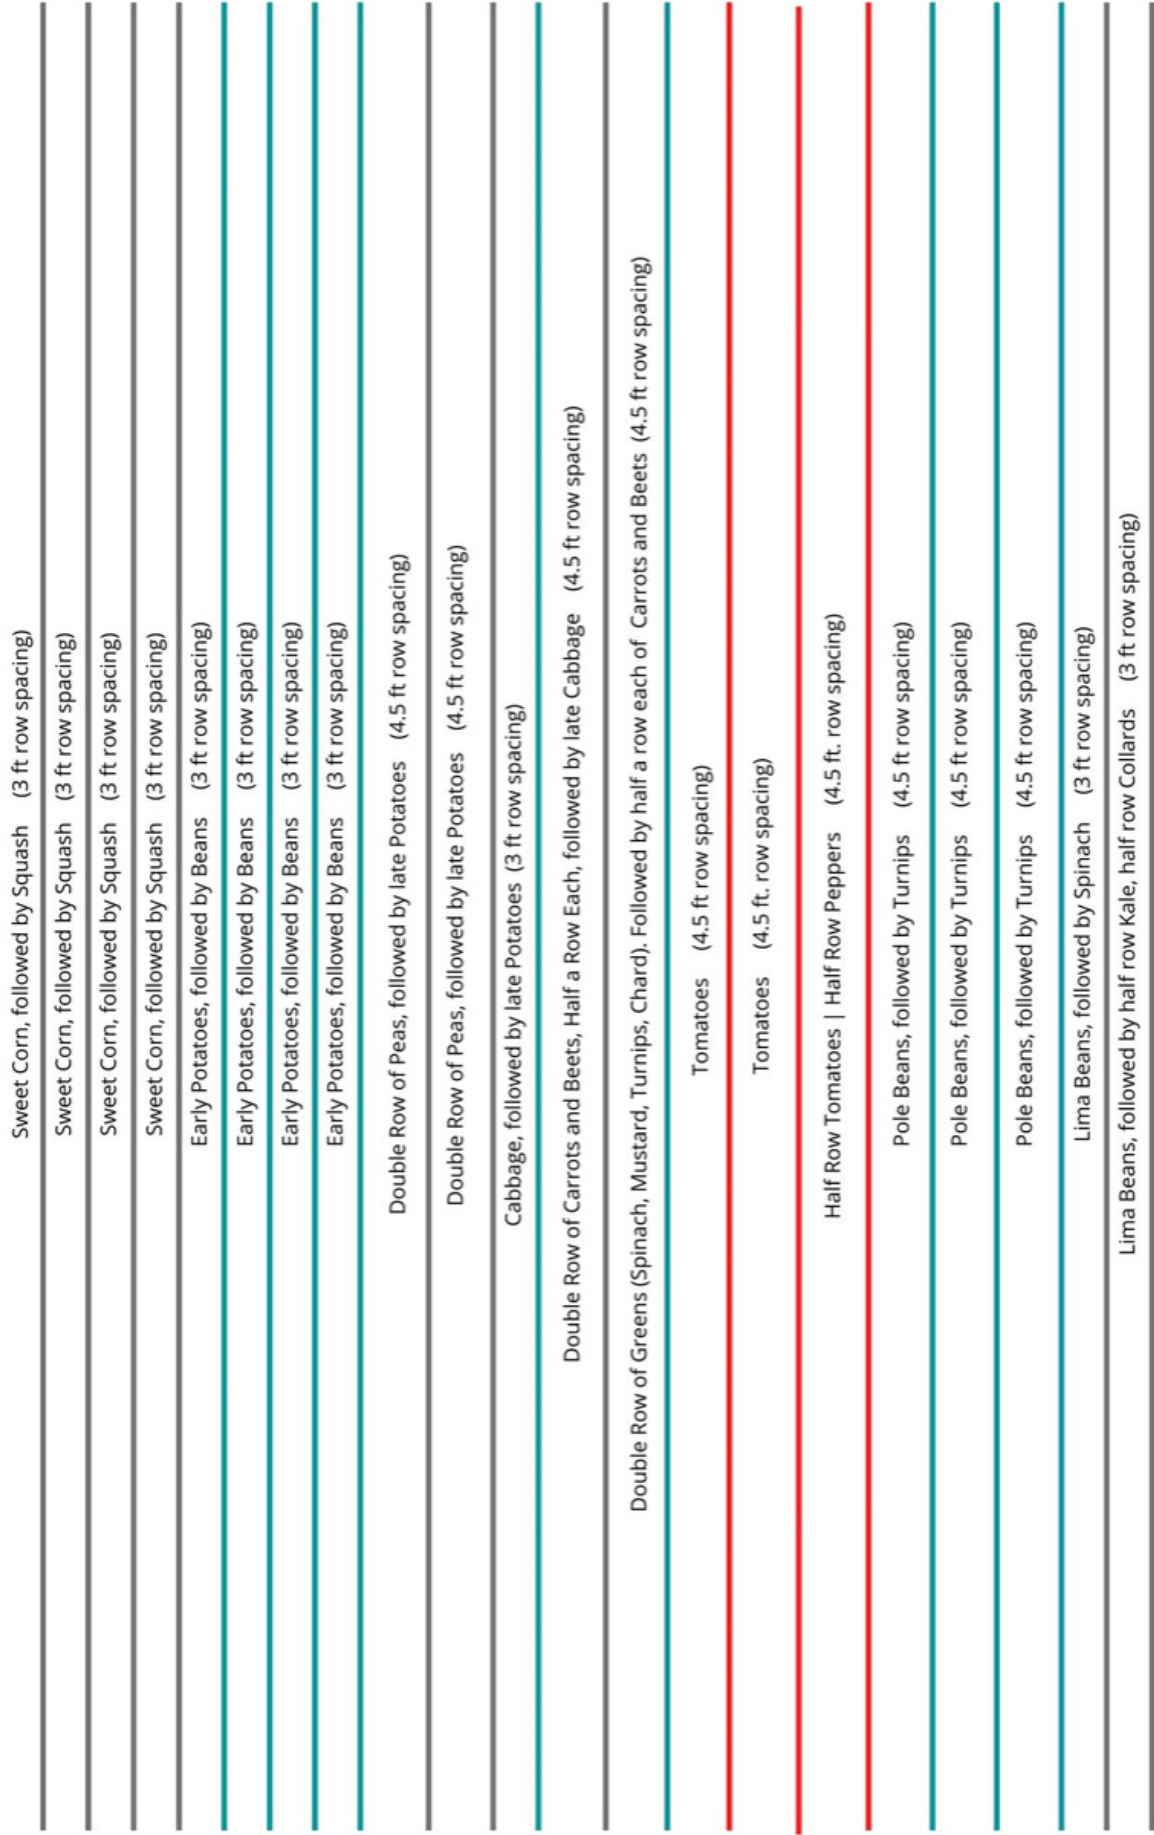 Sweet Corn, followed by Squash (3 ft row spacing)
Sweet Corn, followed by Squash (3 ft row spacing)
Sweet Corn, followed by Squash (3 ft row spacing)
Sweet Corn, followed by Squash (3 ft row spacing)
Early Potatoes, followed by Beans (3 ft row spacing)
Early Potatoes, followed by Beans (3 ft row spacing)
Early Potatoes, followed by Beans (3 ft row spacing)
Early Potatoes, followed by Beans (3 ft row spacing)
Double Row of Peas, followed by late Potatoes (4.5 ft row spacing)
Double Row of Peas, followed by late Potatoes (4.5 ft row spacing)
Cabbage, followed by late Potatoes (3 ft row spacing)
Double Row of Carrots and Beets, Half a Row Each, followed by late Cabbage (4.5 ft row spacing)
Double Row of Greens (Spinach, Mustard, Turnips, Chard). Followed by half a row each of Carrots and Beets (4.5 ft row spacing)
Tomatoes (4.5 ft row spacing)
Tomatoes (4.5 ft. row spacing)
Half Row Tomatoes | Half Row Peppers (4.5 ft. row spacing)
Pole Beans, followed by Turnips (4.5 ft row spacing)
Pole Beans, followed by Turnips (4.5 ft row spacing)
Pole Beans, followed by Turnips (4.5 ft row spacing)
Lima Beans, followed by Spinach (3 ft row spacing)
Lima Beans, followed by half row Kale, half row Collards (3 ft row spacing)